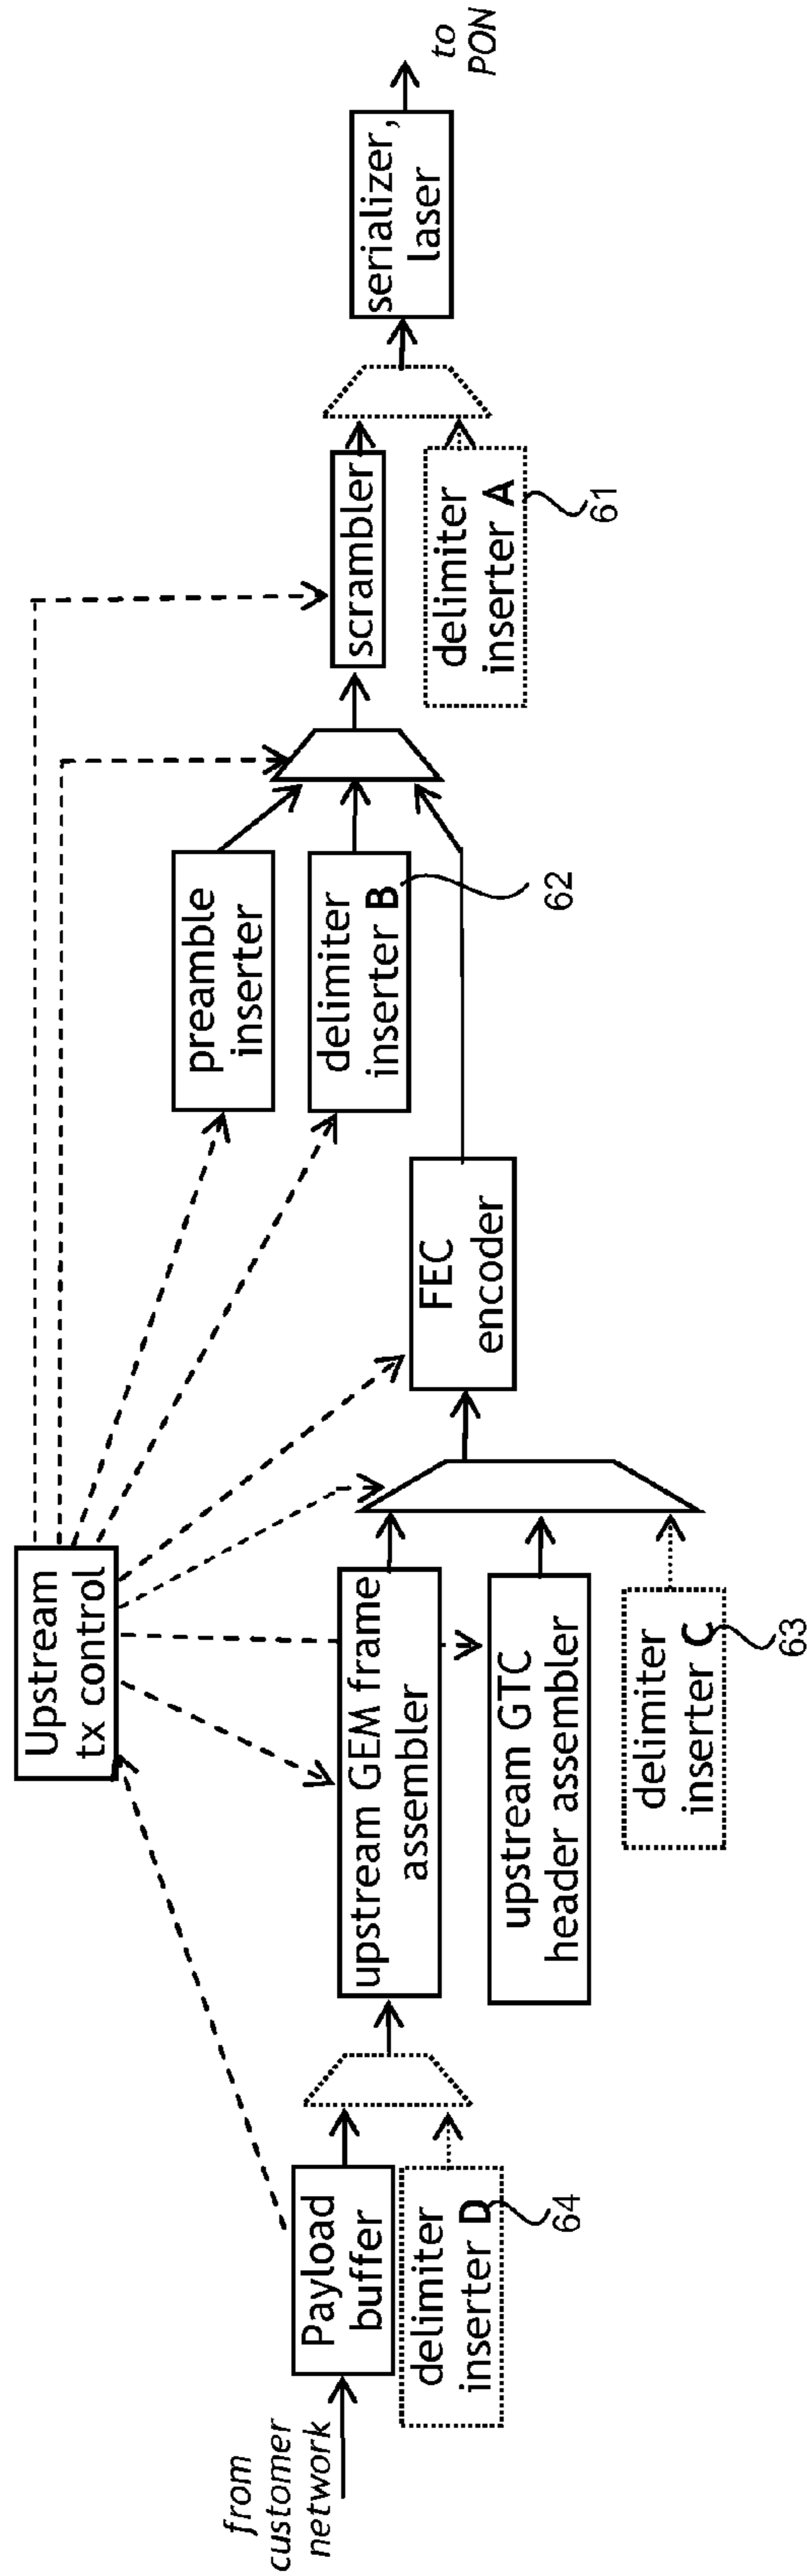 Upstream
tx control
from
customer
network
Payload
buffer
delimiter
inserter D
64
upstream GEM frame
assembler
upstream GTC
header assembler
delimiter
inserter C
63
FEC
encoder
preamble
inserter
delimiter
inserter B
62
scrambler
delimiter
inserter A
61
serializer,
laser
to
PON